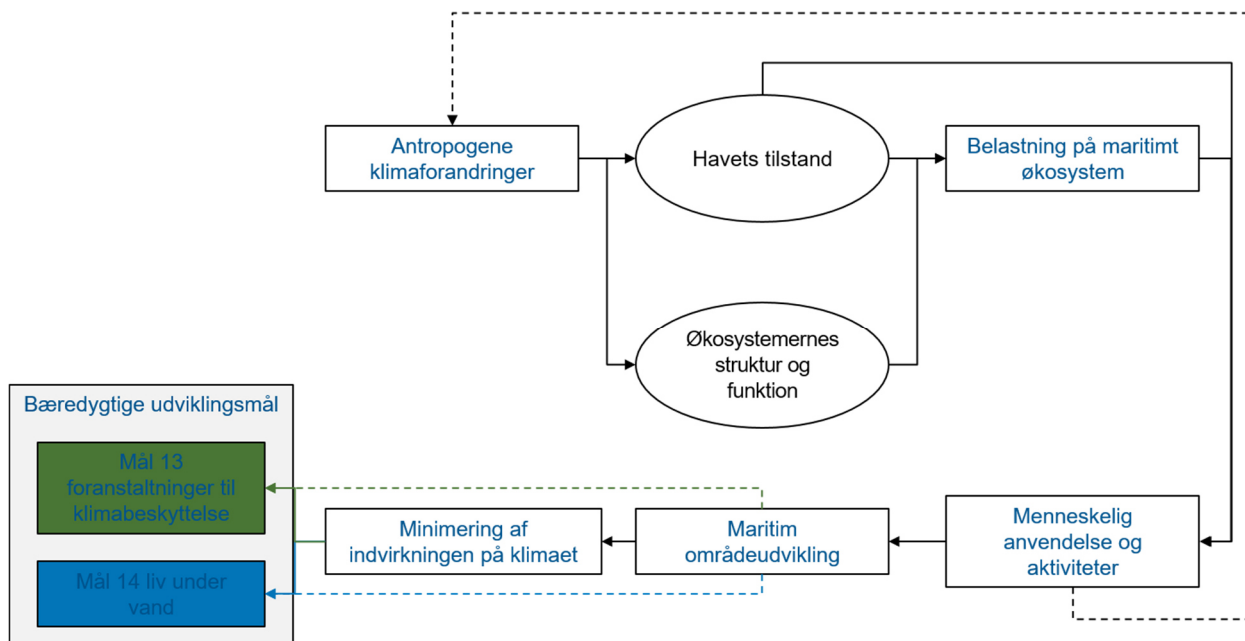 Antropogene
klimaforandringer
Havets tilstand
Belastning på maritimt
økosystem
Økosystemernes
struktur og
funktion
Bæredygtige udviklingsmål
Mål 13
foranstaltninger til
klimabeskyttelse
Mål 14 liv under
vand
Minimering af
indvirkningen på klimaet
Maritim
områdeudvikling
Menneskelig
anvendelse og
aktiviteter